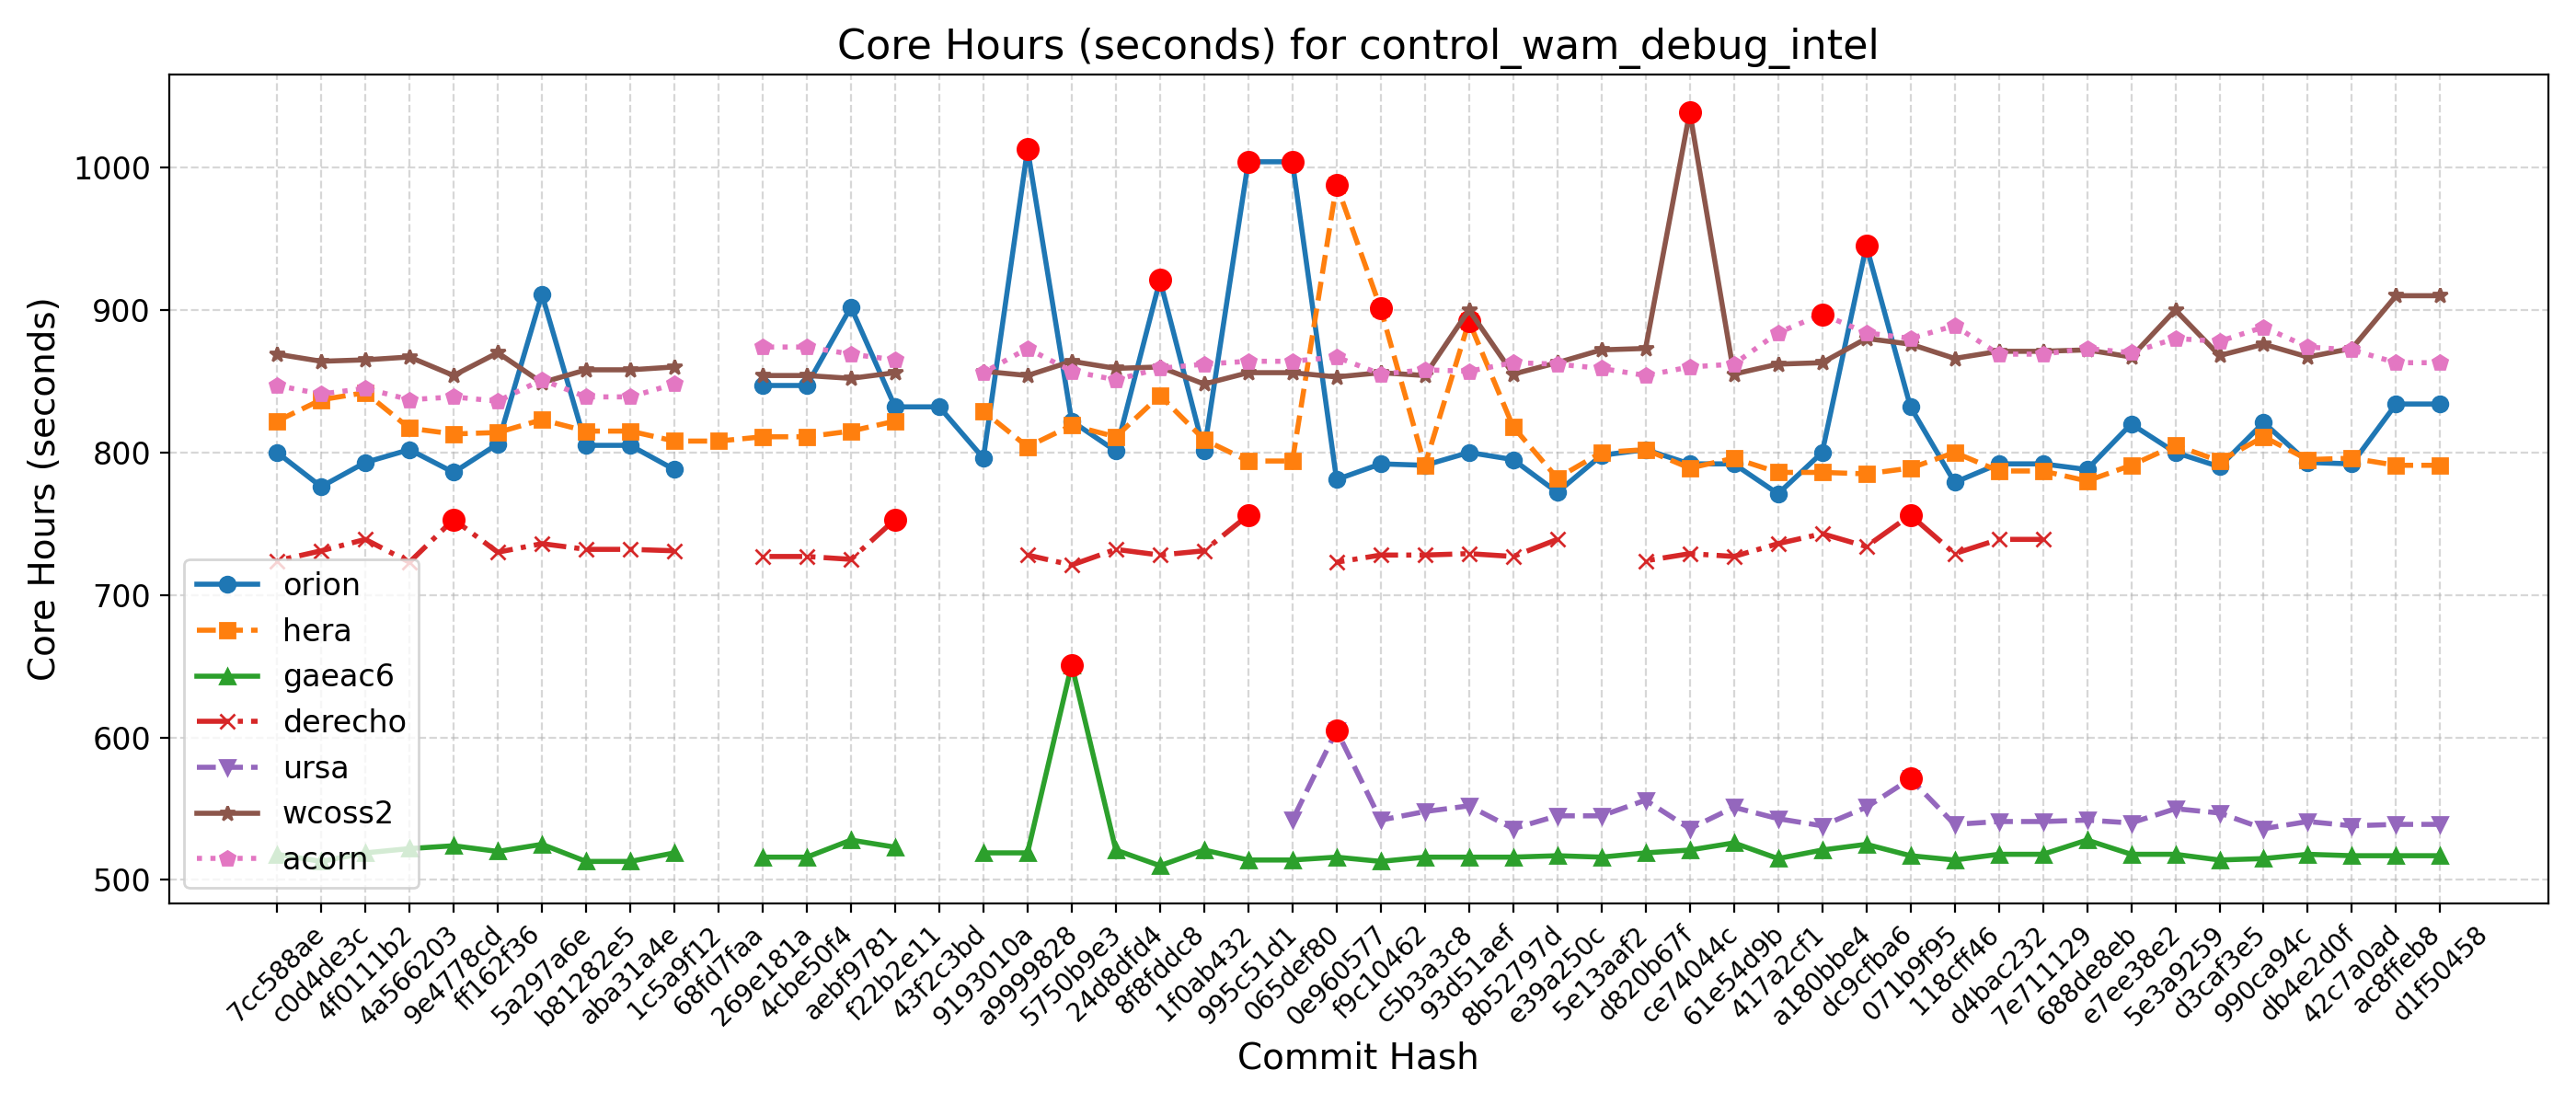 Core Hours (seconds) for control_wam_debug_intel
Core Hours (seconds)
1000
900
800
700
600
500
orion
hera
gaeac6
derecho
ursa
wcoss2
acorn
7cc588ae
c0d4de3c
4f0111b2
4a566203
9e4778cd
ff162f36
5a297a6e
b81282e5
aba31a4e
1c5a9f12
68fd7faa
269e181a
4cbe50f4
aebf9781
f22b2e11
43f2c3bd
9193010a
a9999828
5750b9e3
24d8dfd4
8f8fddc8
1f0ab432
995c51d1
065def80
0e960577
f9c10462
c5b3a3c8
93d51aef
8b52797d
e39a250c
5e13aaf2
d820b67f
ce74044c
61e54d9b
417a2cf1
a180bbe4
dc9cfba6
071b9f95
118cff46
d4bac232
7e711129
688de8eb
e7ee38e2
5e3a9259
d3caf3e5
990ca94c
db4e2d0f
42c7a0ad
ac8ffeb8
d1f50458
Commit Hash